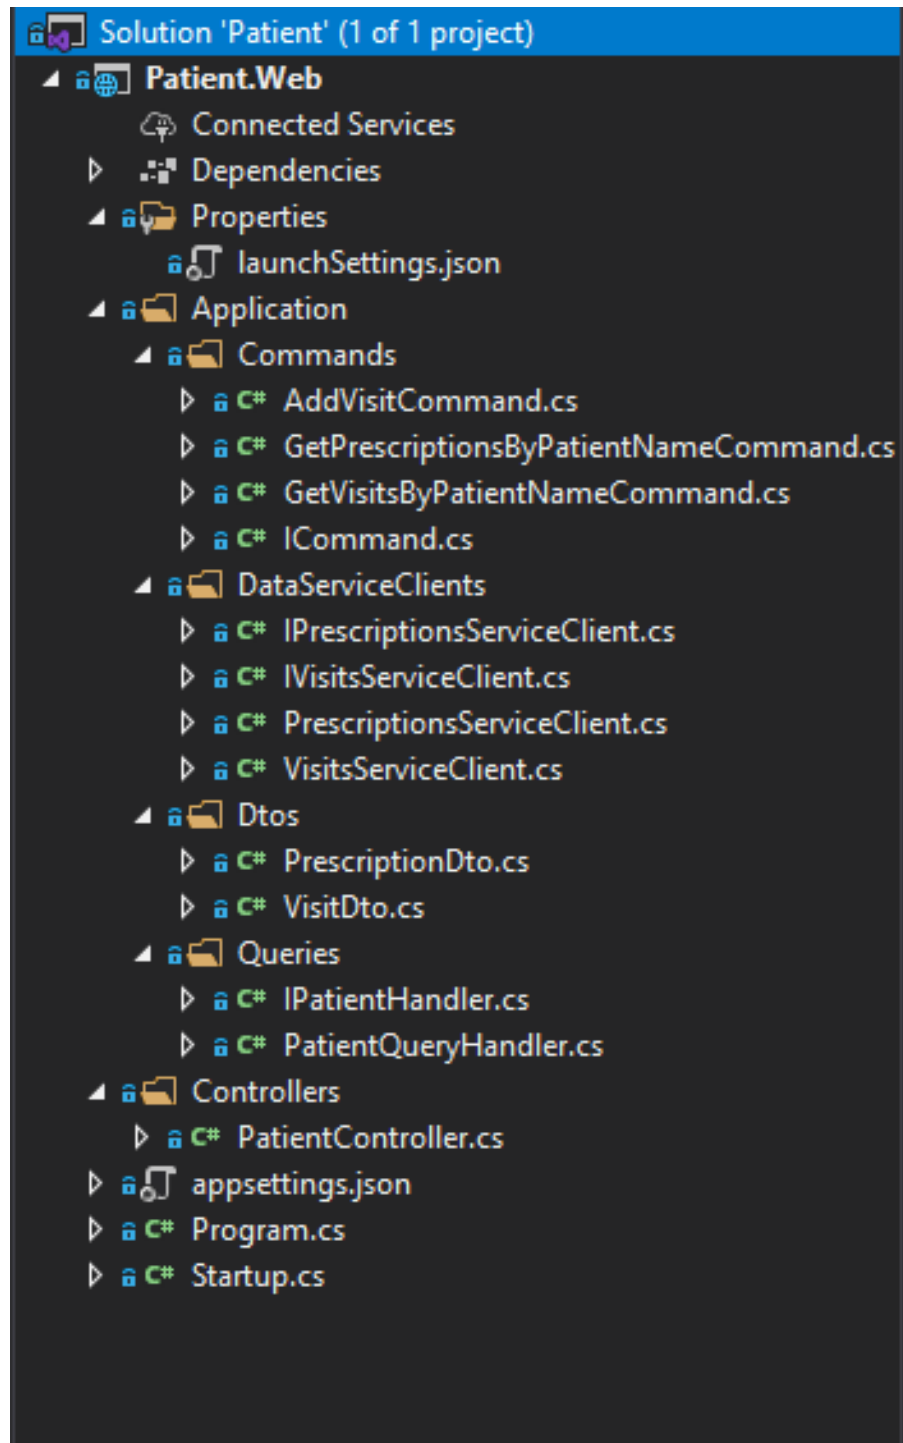 Solution 'Patient' (1 of 1 project)
Patient.Web
Connected Services
Dependencies
Properties
launchSettings.json
Application
Commands
C# AddVisitCommand.cs
C# GetPrescriptionsByPatientNameCommand.cs
C# GetVisitsByPatientNameCommand.cs
C# ICommand.cs
DataServiceClients
C# IPrescriptionsServiceClient.cs
C# IVisitsServiceClient.cs
C# PrescriptionsServiceClient.cs
C# VisitsServiceClient.cs
Dtos
C# PrescriptionDto.cs
C# VisitDto.cs
Queries
C# IPatientHandler.cs
C# PatientQueryHandler.cs
Controllers
C# PatientController.cs
appsettings.json
C# Program.cs
C# Startup.cs